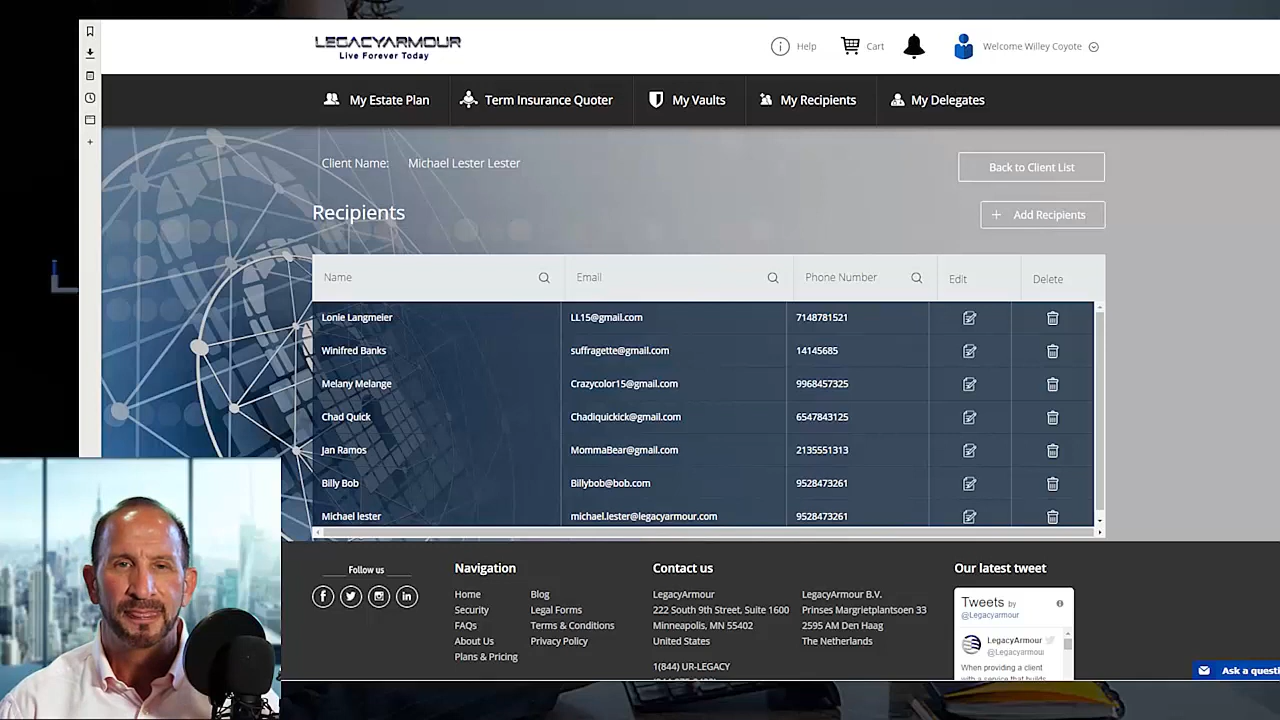 LEGACYARMOUR
Live Forever Today
Help
Cart
Welcome Willey Coyote
My Estate Plan
Term Insurance Quoter
My Vaults
My Recipients
My Delegates
Client Name: Michael Lester Lester
Back to Client List
Recipients
+ Add Recipients
Name Email Phone Number Edit Delete
Lonie Langmeier LL15@gmail.com 7148781521
Winifred Banks suffragette@gmail.com 14145685
Melany Melange Crazycolor15@gmail.com 9968457325
Chad Quick Chadiquickick@gmail.com 6547843125
Jan Ramos MommaBear@gmail.com 2135551313
Billy Bob Billybob@bob.com 9528473261
Michael lester michael.lester@legacyarmour.com 9528473261
Follow us
Navigation
Home
Security
FAQs
About Us
Plans & Pricing
Blog
Legal Forms
Terms & Conditions
Privacy Policy
Contact us
LegacyArmour
222 South 9th Street, Suite 1600
Minneapolis, MN 55402
United States
1(844) UR-LEGACY
LegacyArmour B.V.
Prinses Margrietplantsoen 33
2595 AM Den Haag
The Netherlands
Our latest tweet
Tweets by
@Legacyarmour
LegacyArmour
@Legacyarmour
When providing a client
with a service that builds
Ask a questi